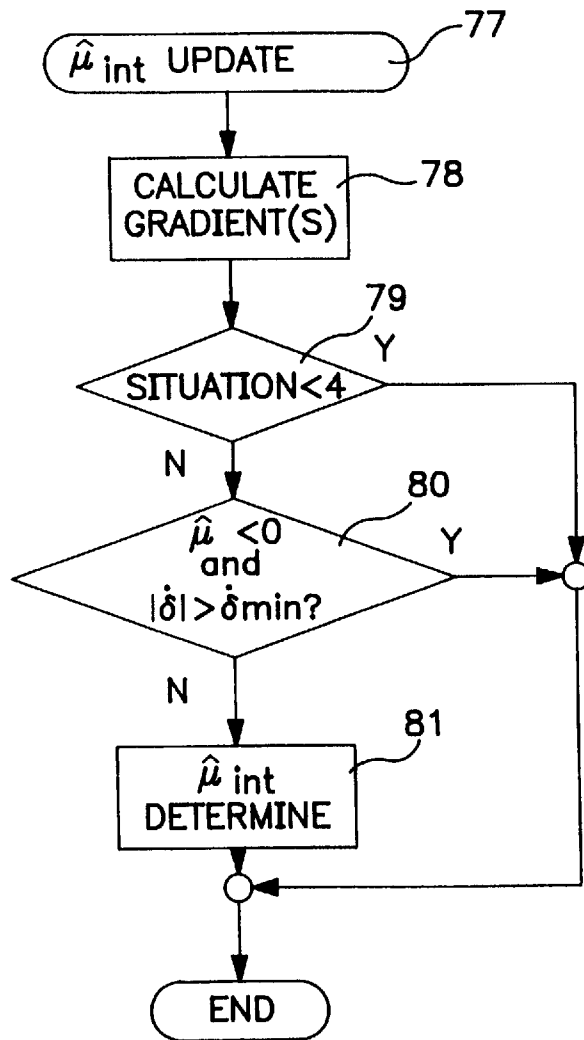 77
μ̂ int UPDATE
78
CALCULATE
GRADIENT(S)
79
Y
SITUATION<4
N
80
μ̂ <0
Y
and
|δ̇|>δ̇min?
N
81
μ̂ int
DETERMINE
END